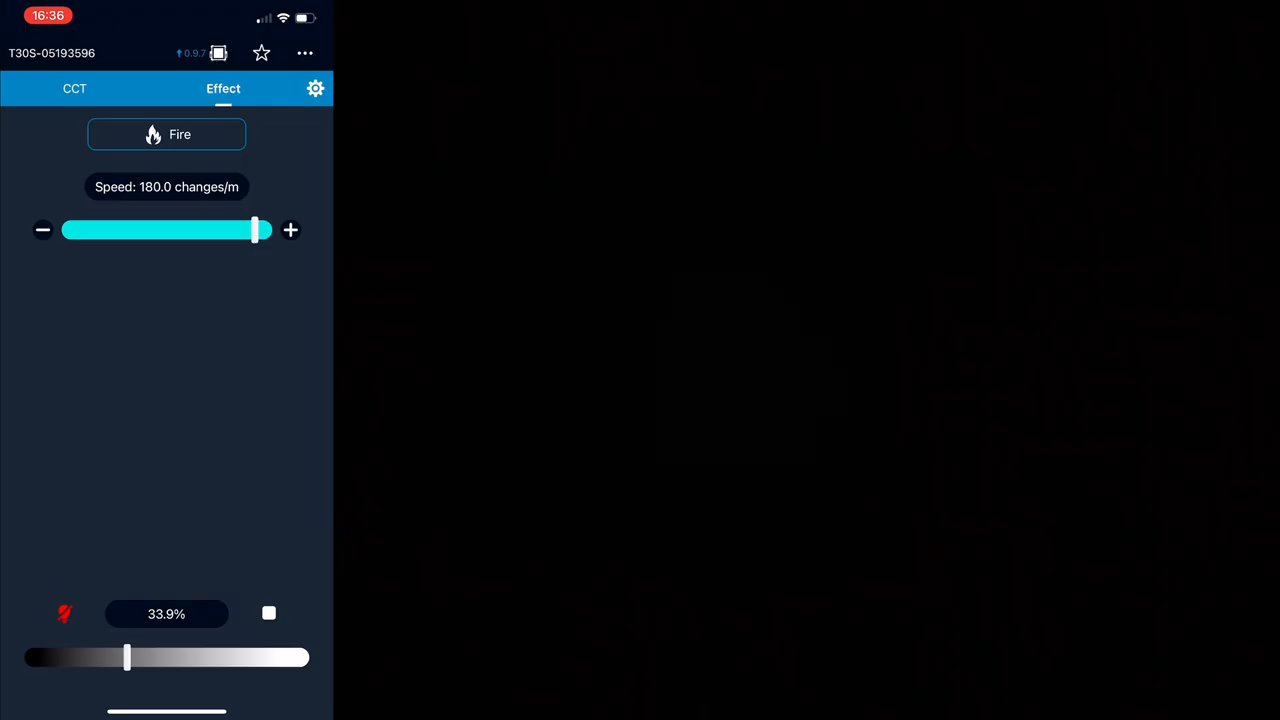 16:36
T30S-05193596
0.9.7
CCT
Effect
Fire
Speed: 180.0 changes/m
33.9%